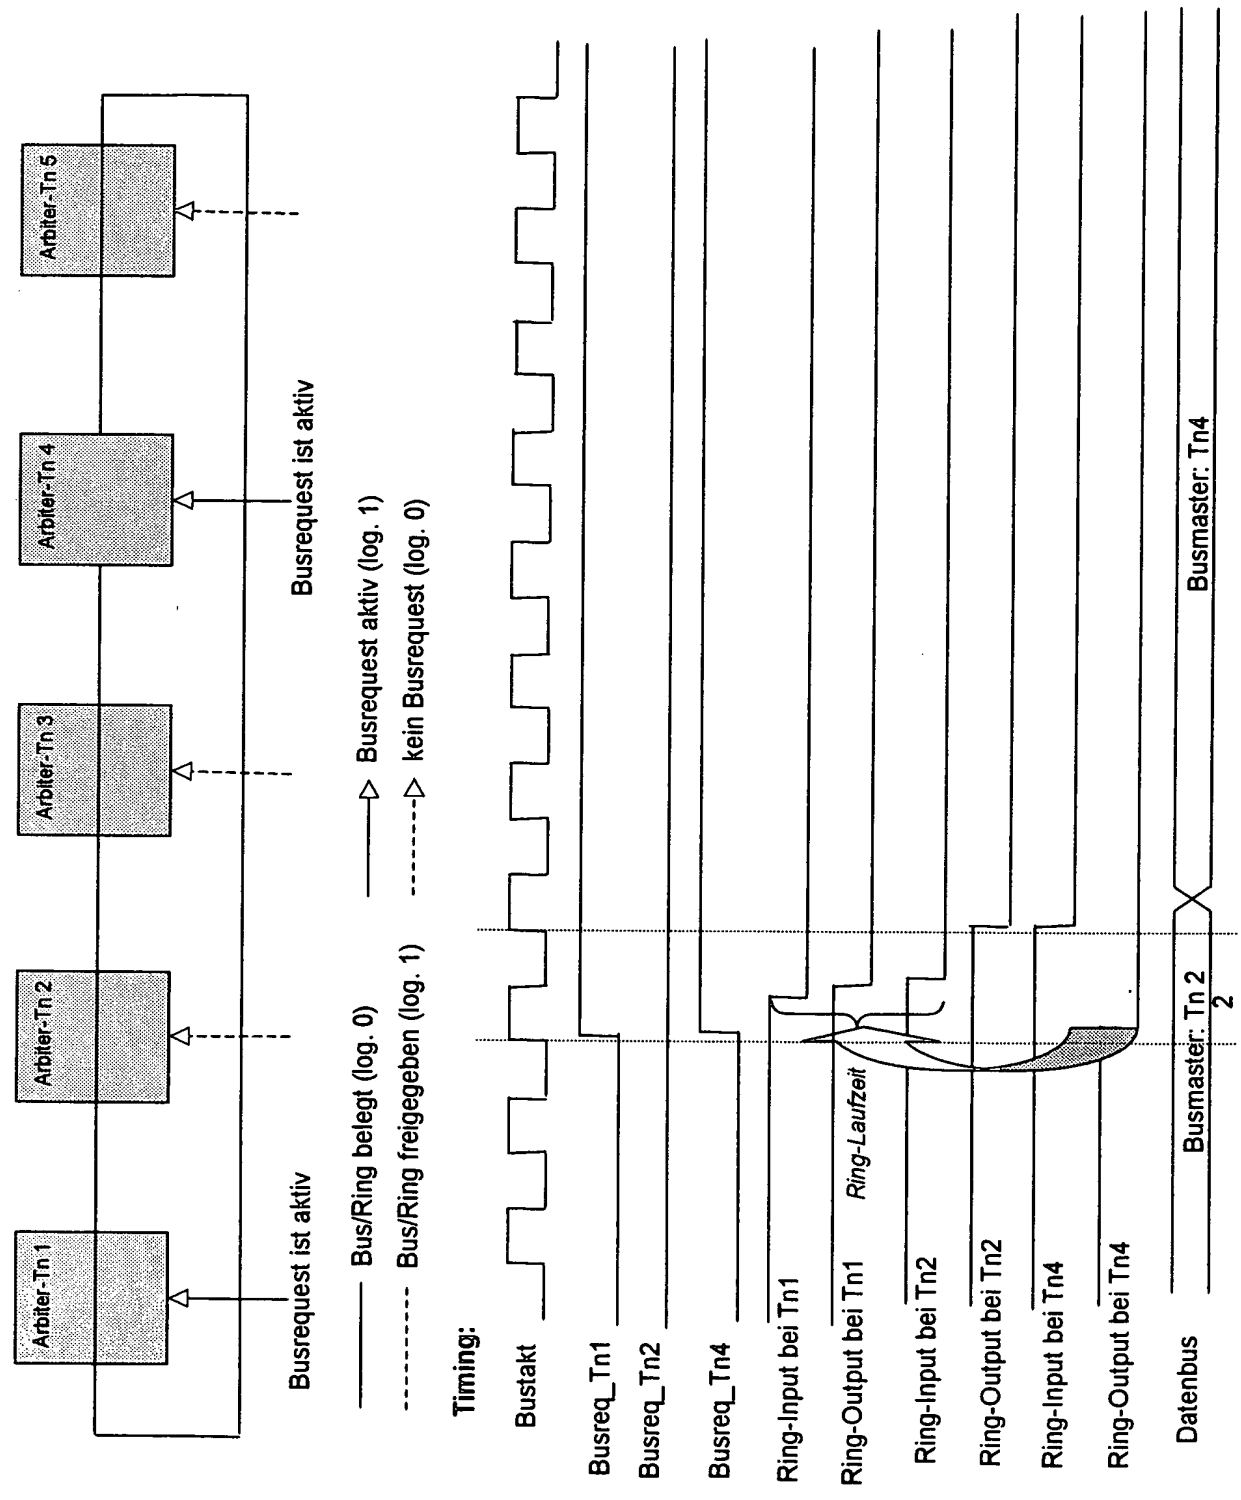 Arbiter-Tn 1
Arbiter-Tn 2
Arbiter-Tn 3
Arbiter-Tn 4
Arbiter-Tn 5
Busrequest ist aktiv
Busrequest ist aktiv
Bus/Ring belegt (log. 0)
Busrequest aktiv (log. 1)
Bus/Ring freigegeben (log. 1)
kein Busrequest (log. 0)
Timing:
Bustakt
Busreq_Tn1
Busreq_Tn2
Busreq_Tn4
Ring-Input bei Tn1
Ring-Output bei Tn1
Ring-Laufzeit
Ring-Input bei Tn2
Ring-Output bei Tn2
Ring-Input bei Tn4
Ring-Output bei Tn4
Datenbus
Busmaster: Tn 2
Busmaster: Tn4
2